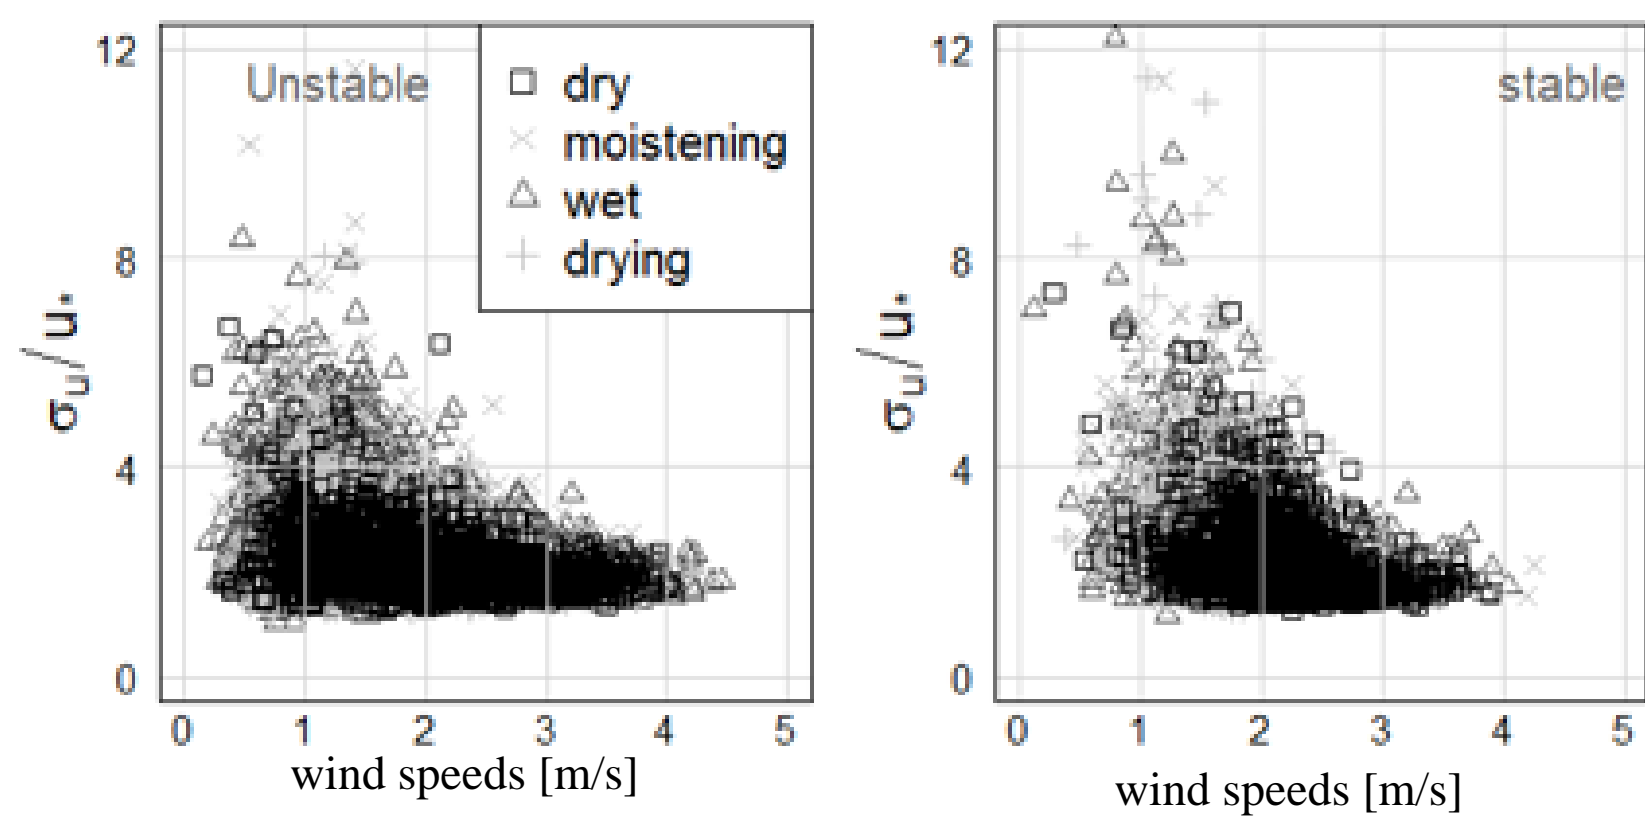 Unstable
dry
moistening
wet
drying
12
8
4
0
σu/ u*
0 1 2 3 4 5
wind speeds [m/s]
stable
12
8
4
0
σu/ u*
0 1 2 3 4 5
wind speeds [m/s]